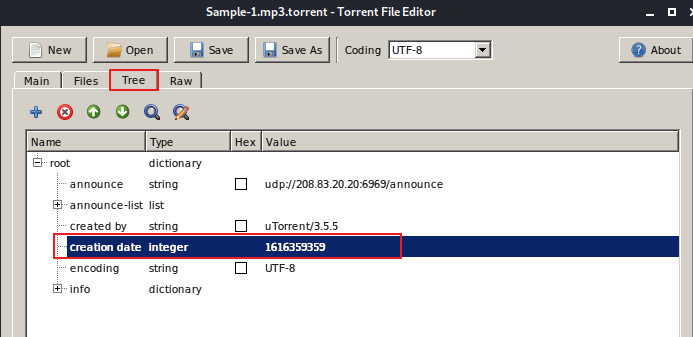 Sample-1.mp3.torrent - Torrent File Editor
New Open Save Save As Coding UTF-8 About
Main Files Tree Raw
Name Type Hex Value
root dictionary
announce string udp://208.83.20.20:6969/announce
announce-list list
created by string uTorrent/3.5.5
creation date integer 1616359359
encoding string UTF-8
info dictionary